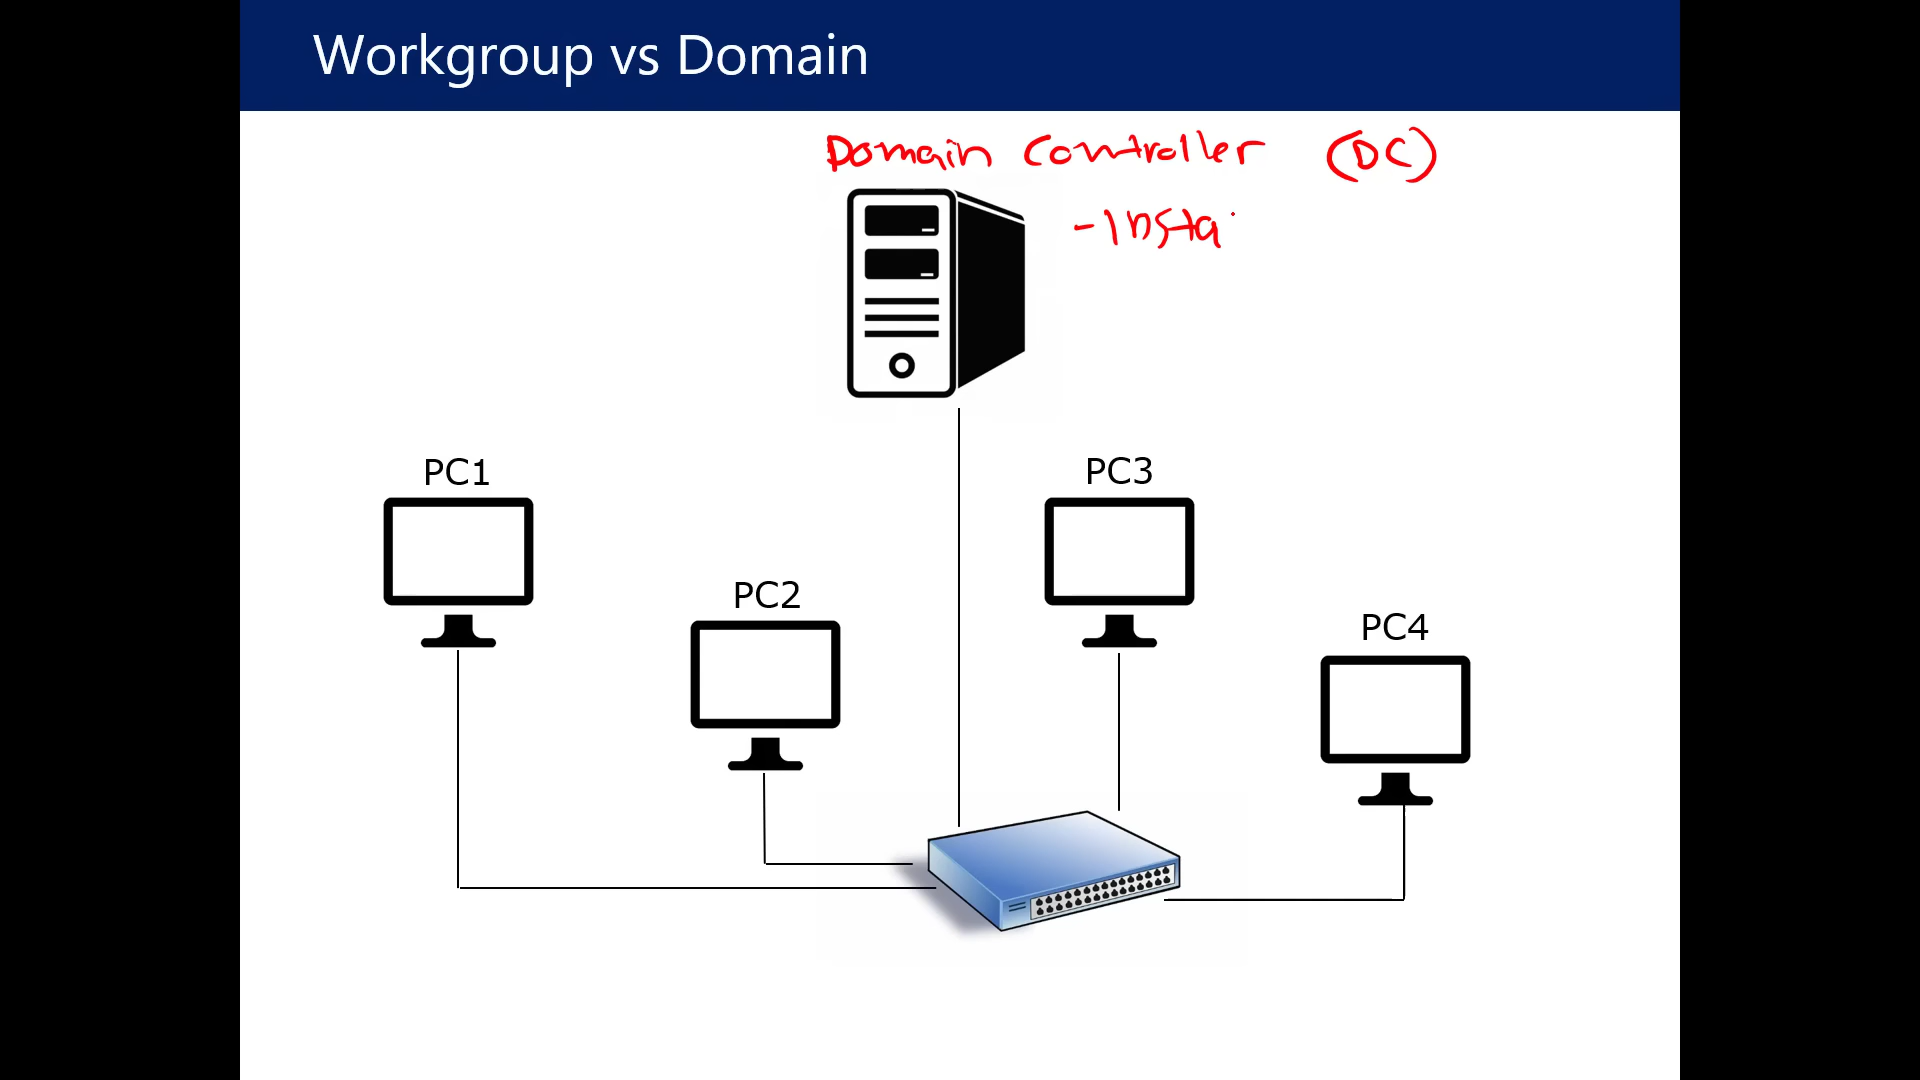 Workgroup vs Domain
Domain Controller (DC)
-Insta
PC1
PC3
PC2
PC4